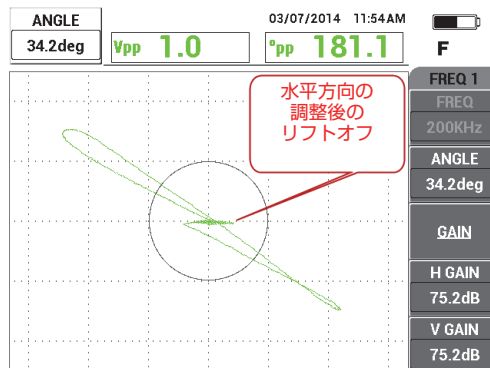 ANGLE
34.2deg
Vpp 1.0
03/07/2014 11:54AM
°pp 181.1
F
水平方向の
調整後の
リフトオフ
FREQ 1
FREQ
200KHz
ANGLE
34.2deg
GAIN
H GAIN
75.2dB
V GAIN
75.2dB